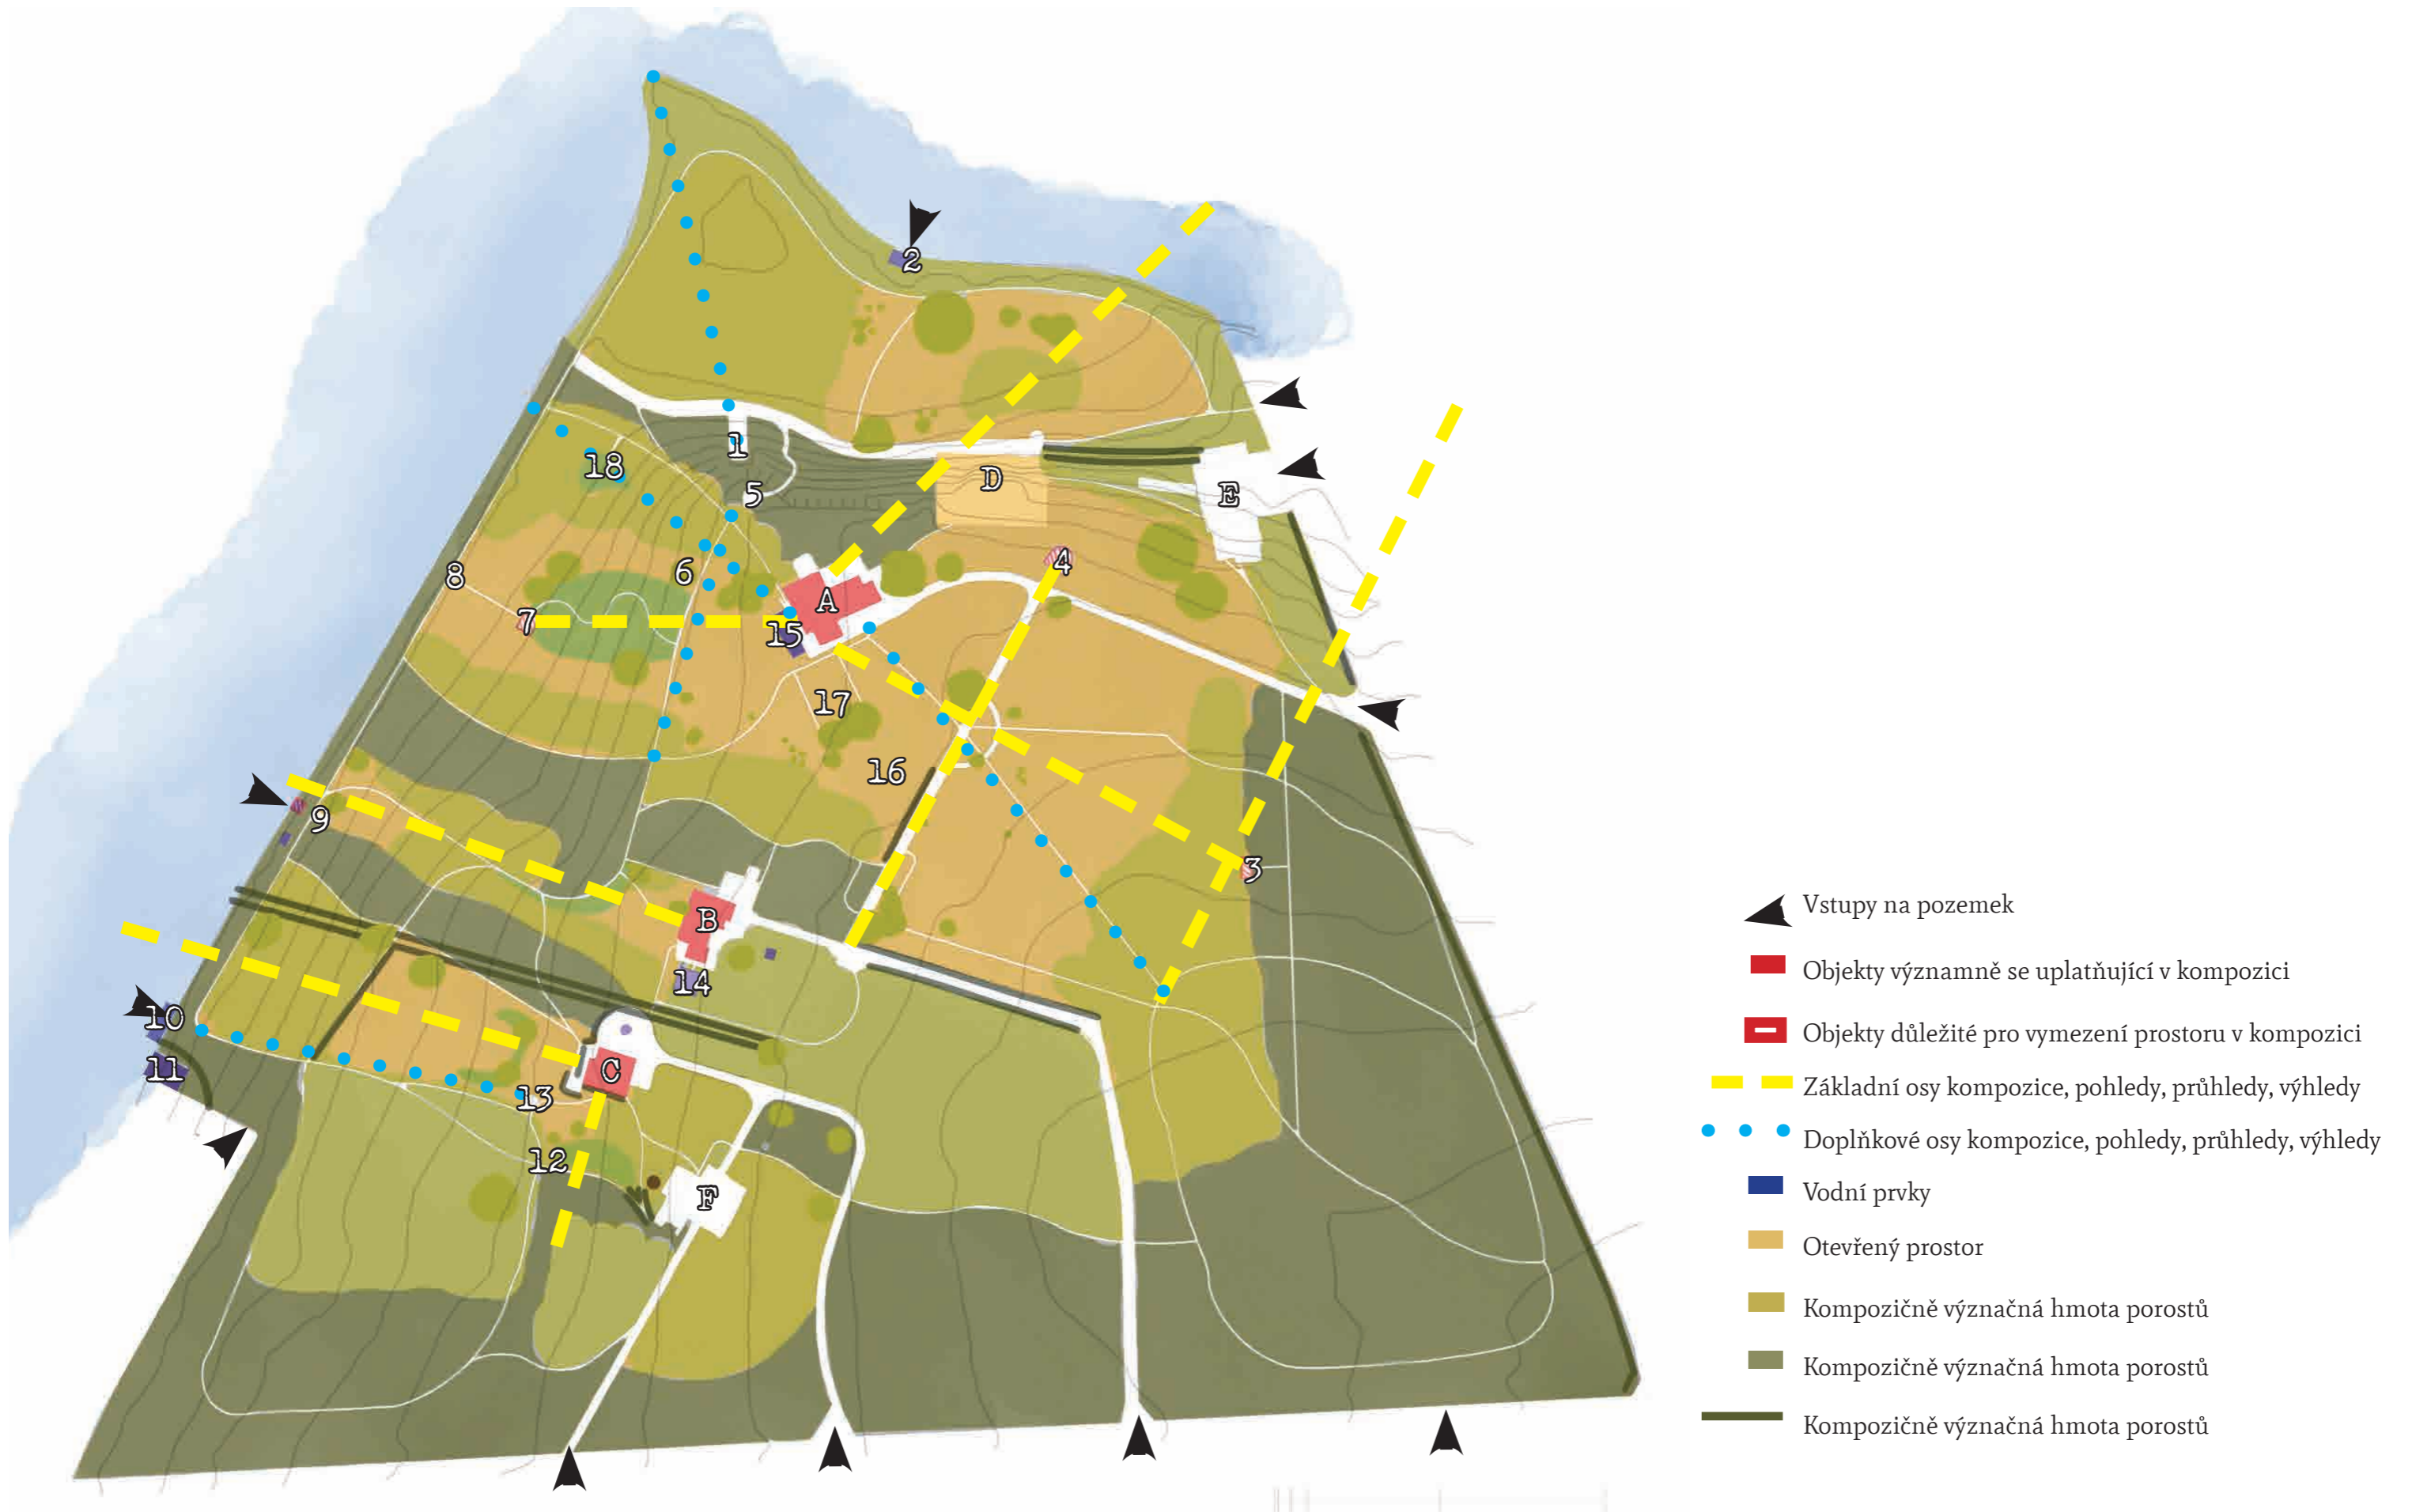 2
1
18
D
5
E
4
8
6
A
7
15
17
16
9
3
B
14
10
11
C
13
12
F
Vstupy na pozemek
Objekty významně se uplatňující v kompozici
Objekty důležité pro vymezení prostoru v kompozici
Základní osy kompozice, pohledy, průhledy, výhledy
Doplňkové osy kompozice, pohledy, průhledy, výhledy
Vodní prvky
Otevřený prostor
Kompozičně význačná hmota porostů
Kompozičně význačná hmota porostů
Kompozičně význačná hmota porostů